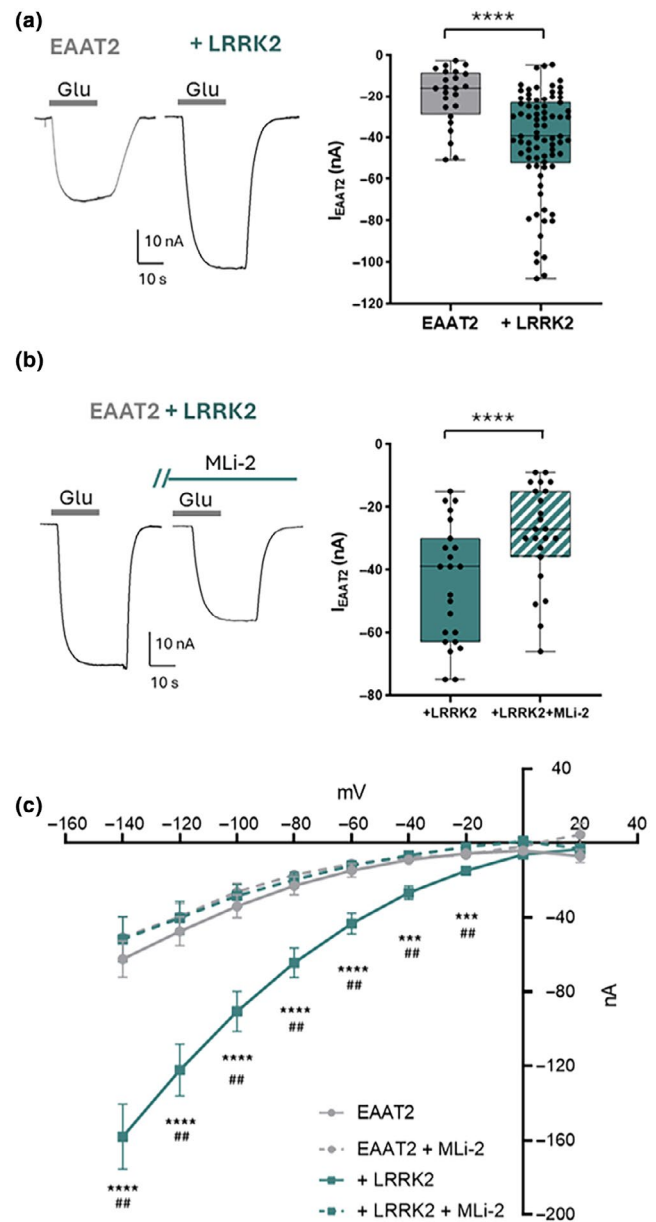 (a)
EAAT2 + LRRK2
Glu Glu
10 nA
10 s
****
0
−20
−40
−60
−80
−100
−120
I EAAT2 (nA)
EAAT2 + LRRK2
(b)
EAAT2 + LRRK2
MLi-2
Glu Glu
10 nA
10 s
****
0
−20
−40
−60
−80
I EAAT2 (nA)
+LRRK2 +LRRK2+MLi-2
(c)
mV
−160 −140 −120 −100 −80 −60 −40 −20 20 40
40
−40
−80
−120
−160
−200
nA
***
##
***
##
****
##
****
##
****
##
****
##
****
##
EAAT2
EAAT2 + MLi-2
+ LRRK2
+ LRRK2 + MLi-2